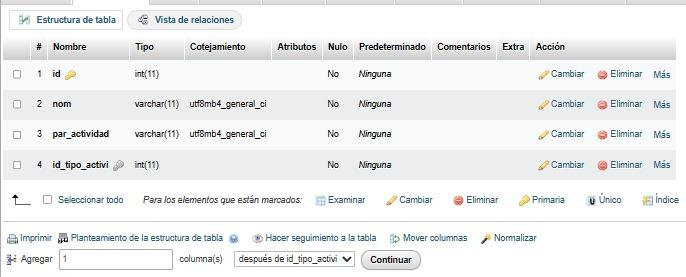 Estructura de tabla Vista de relaciones
# Nombre Tipo Cotejamiento Atributos Nulo Predeterminado Comentarios Extra Acción
1 id int(11) No Ninguna Cambiar Eliminar Más
2 nom varchar(11) utf8mb4_general_ci No Ninguna Cambiar Eliminar Más
3 par_actividad varchar(11) utf8mb4_general_ci No Ninguna Cambiar Eliminar Más
4 id_tipo_activi int(11) No Ninguna Cambiar Eliminar Más
Seleccionar todo Para los elementos que están marcados: Examinar Cambiar Eliminar Primaria Único Índice
Imprimir Planteamiento de la estructura de tabla Hacer seguimiento a la tabla Mover columnas Normalizar
Agregar 1 columna(s) después de id_tipo_activi Continuar